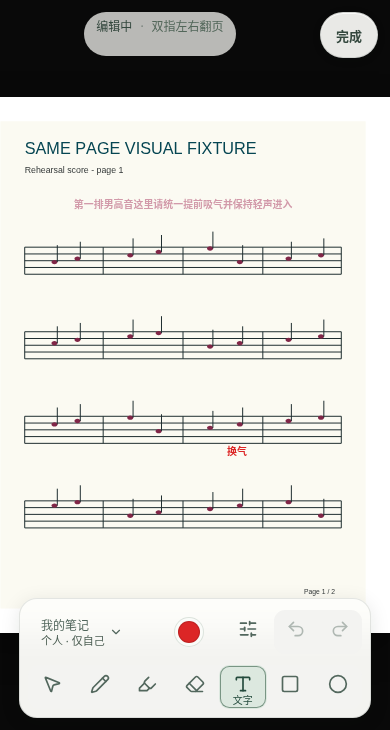 编辑中 · 双指左右翻页
完成
SAME PAGE VISUAL FIXTURE
Rehearsal score - page 1
第一排男高音这里请统一提前吸气并保持轻声进入
换气
Page 1 / 2
我的笔记
个人 · 仅自己
文字